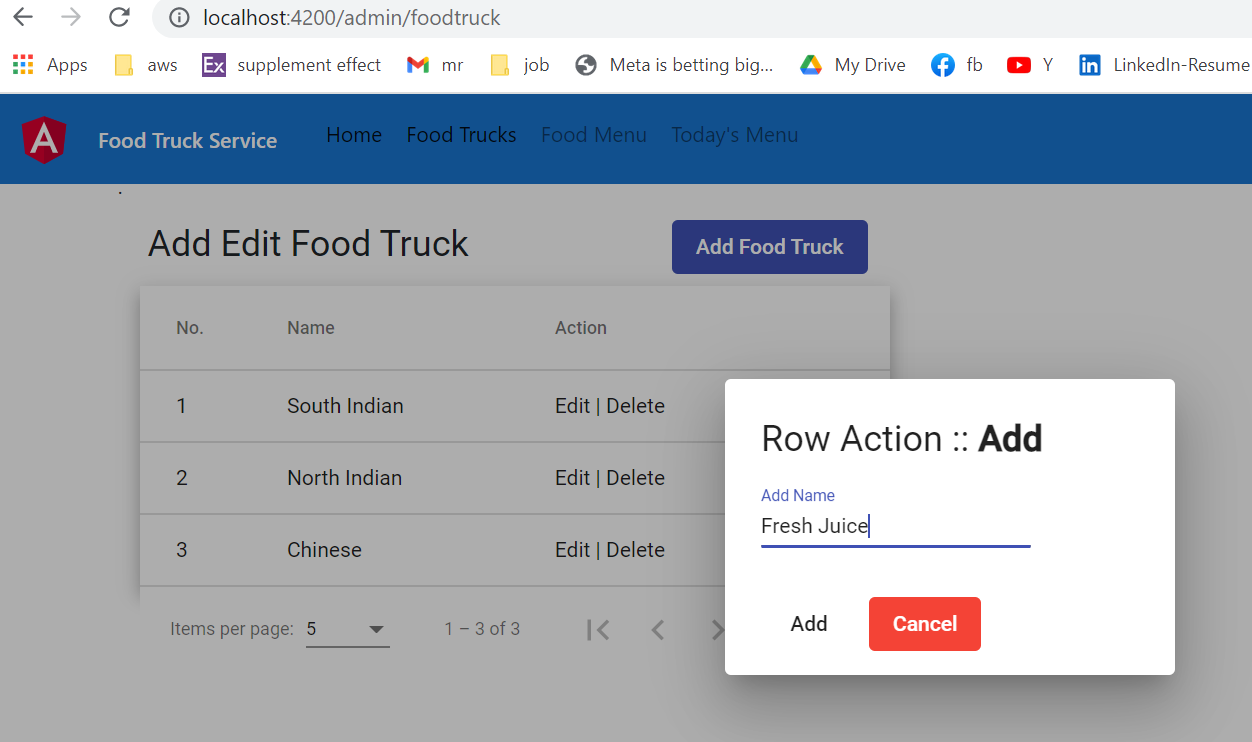 localhost:4200/admin/foodtruck
Apps aws Ex supplement effect mr job Meta is betting big... My Drive fb Y in LinkedIn-Resume
A Food Truck Service Home Food Trucks Food Menu Today's Menu
.
Add Edit Food Truck Add Food Truck
No. Name Action
1 South Indian Edit | Delete
2 North Indian Edit | Delete
3 Chinese Edit | Delete
Items per page: 5 1 – 3 of 3
Row Action :: Add
Add Name
Fresh Juice
Add Cancel